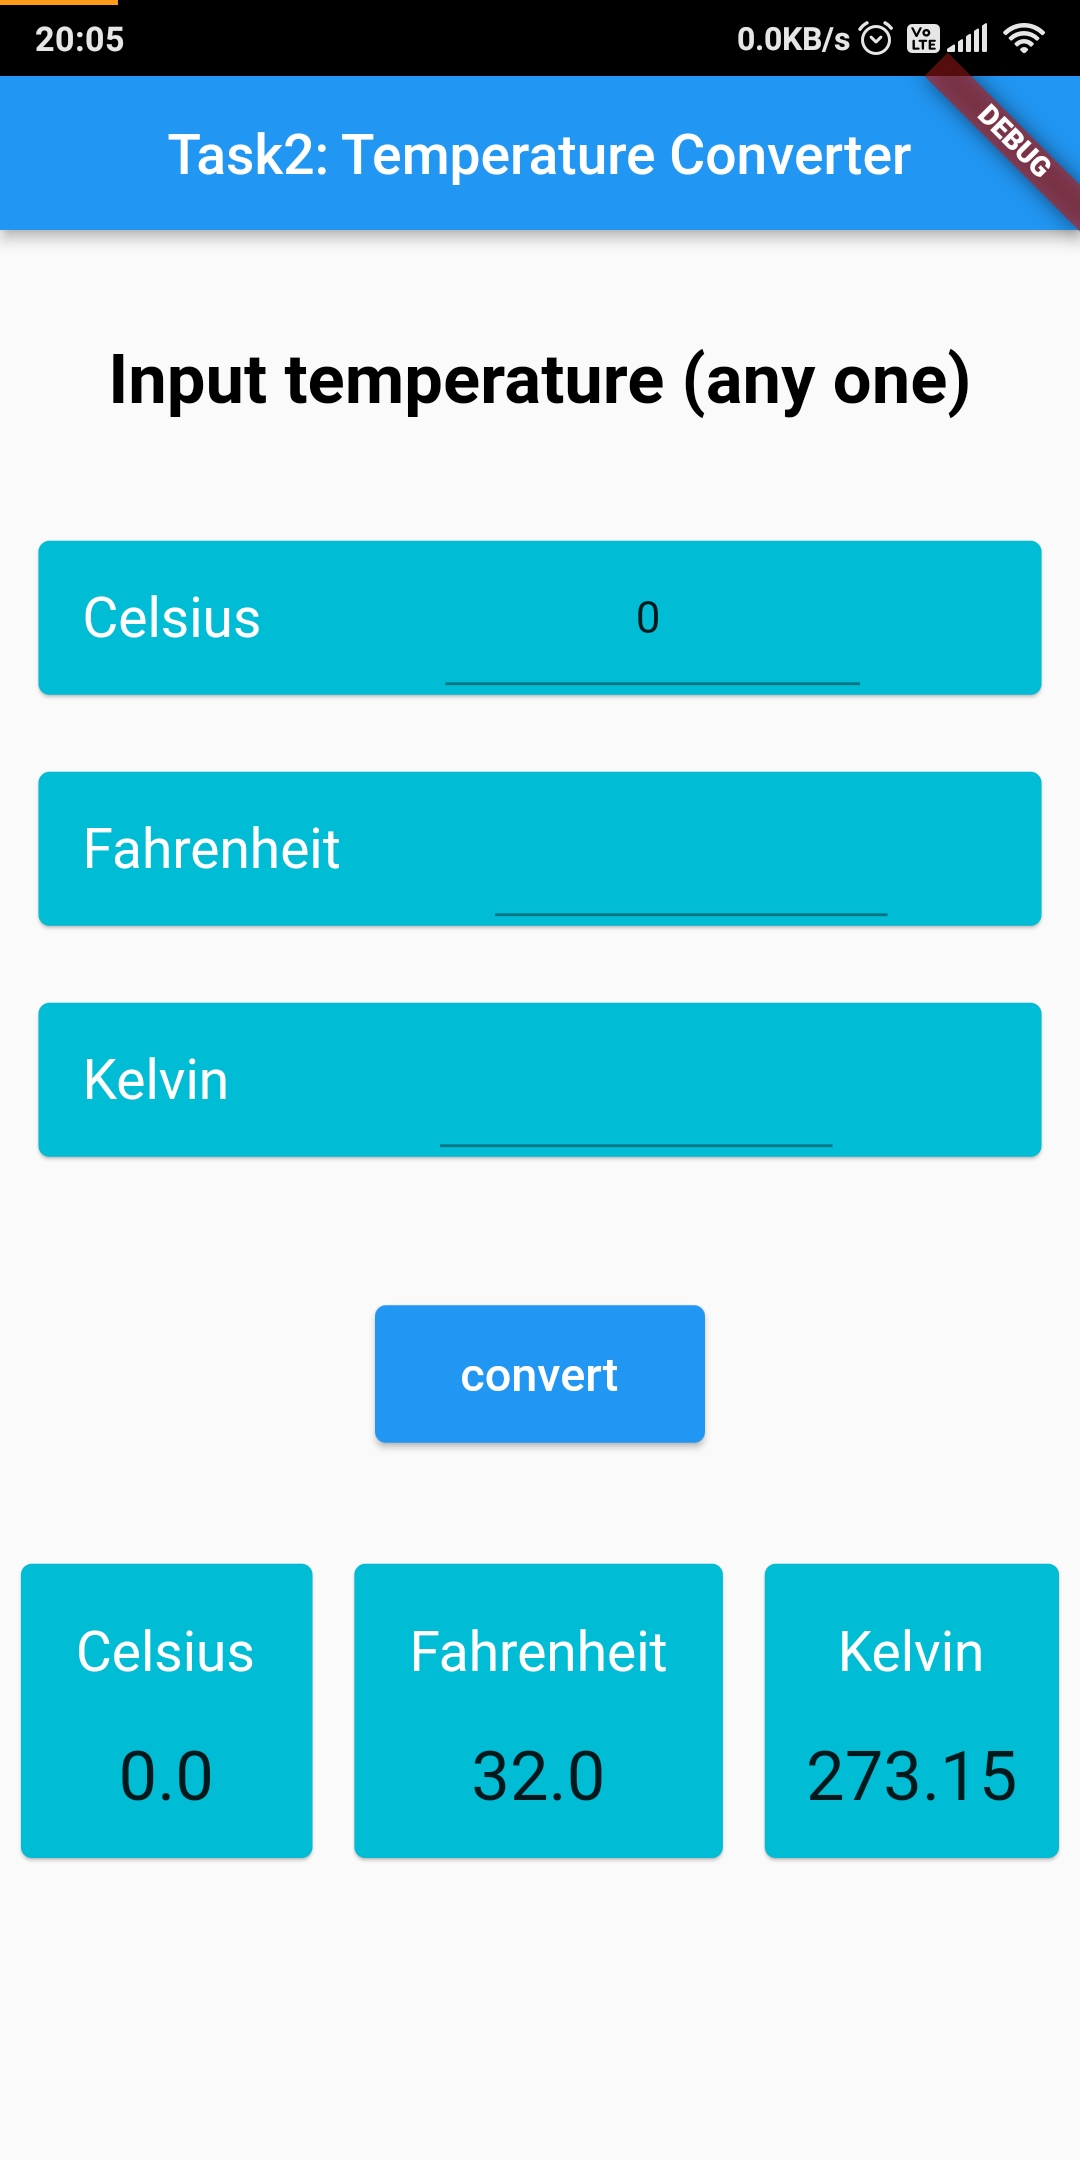 20:05 0.0KB/s Vo LTE
DEBUG
Task2: Temperature Converter
Input temperature (any one)
Celsius 0
Fahrenheit
Kelvin
convert
Celsius Fahrenheit Kelvin
0.0 32.0 273.15